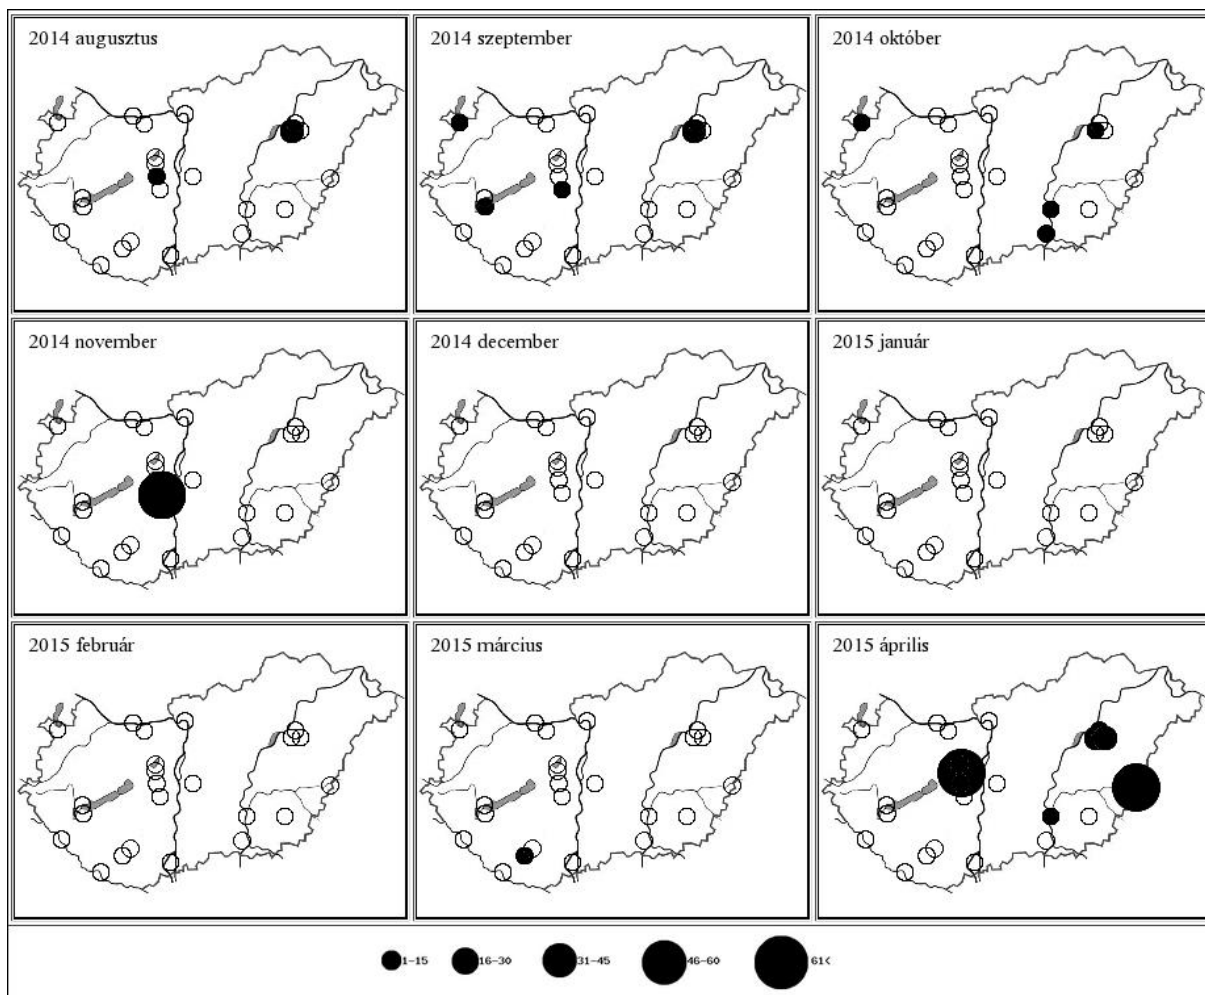 2014 augusztus
2014 szeptember
2014 október
2014 november
2014 december
2015 január
2015 február
2015 március
2015 április
1-15 16-30 31-45 46-60 61<